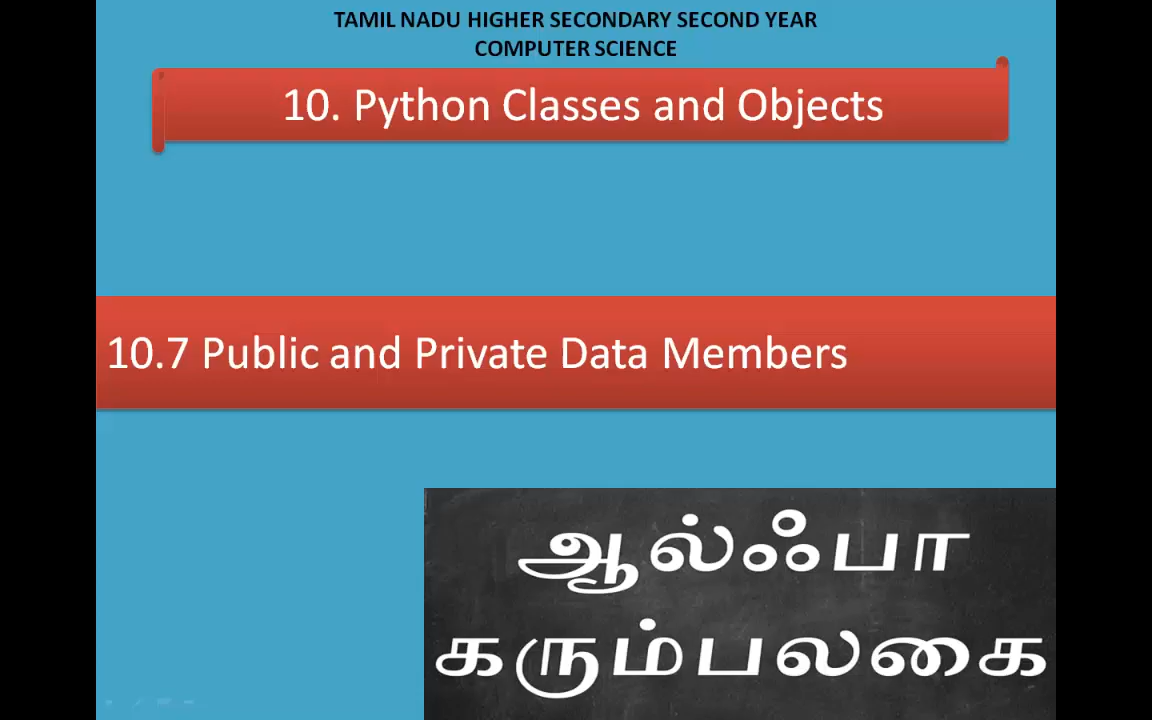 TAMIL NADU HIGHER SECONDARY SECOND YEAR
COMPUTER SCIENCE
10. Python Classes and Objects
10.7 Public and Private Data Members
ஆல்ஃபா
கரும்பலகை